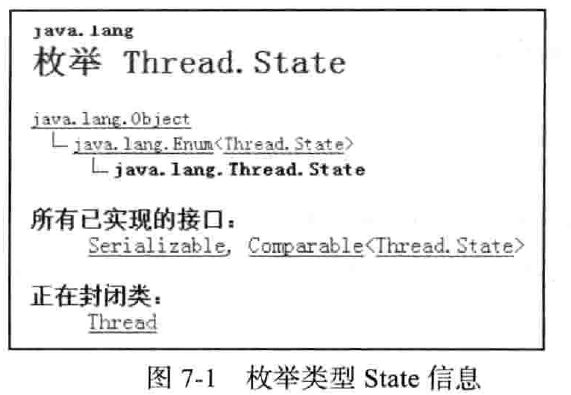 java.lang
枚举 Thread.State
java.lang.Object
java.lang.Enum<Thread.State>
java.lang.Thread.State
所有已实现的接口：
Serializable, Comparable<Thread.State>
正在封闭类：
Thread
图 7-1 枚举类型 State 信息